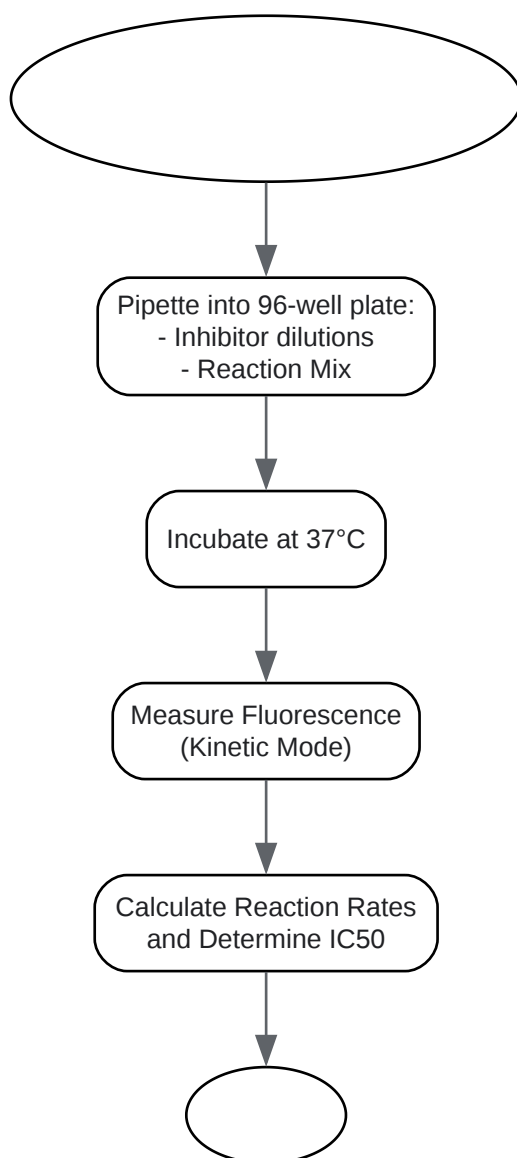 Pipette into 96-well plate:
- Inhibitor dilutions
- Reaction Mix
Incubate at 37°C
Measure Fluorescence
(Kinetic Mode)
Calculate Reaction Rates
and Determine IC50